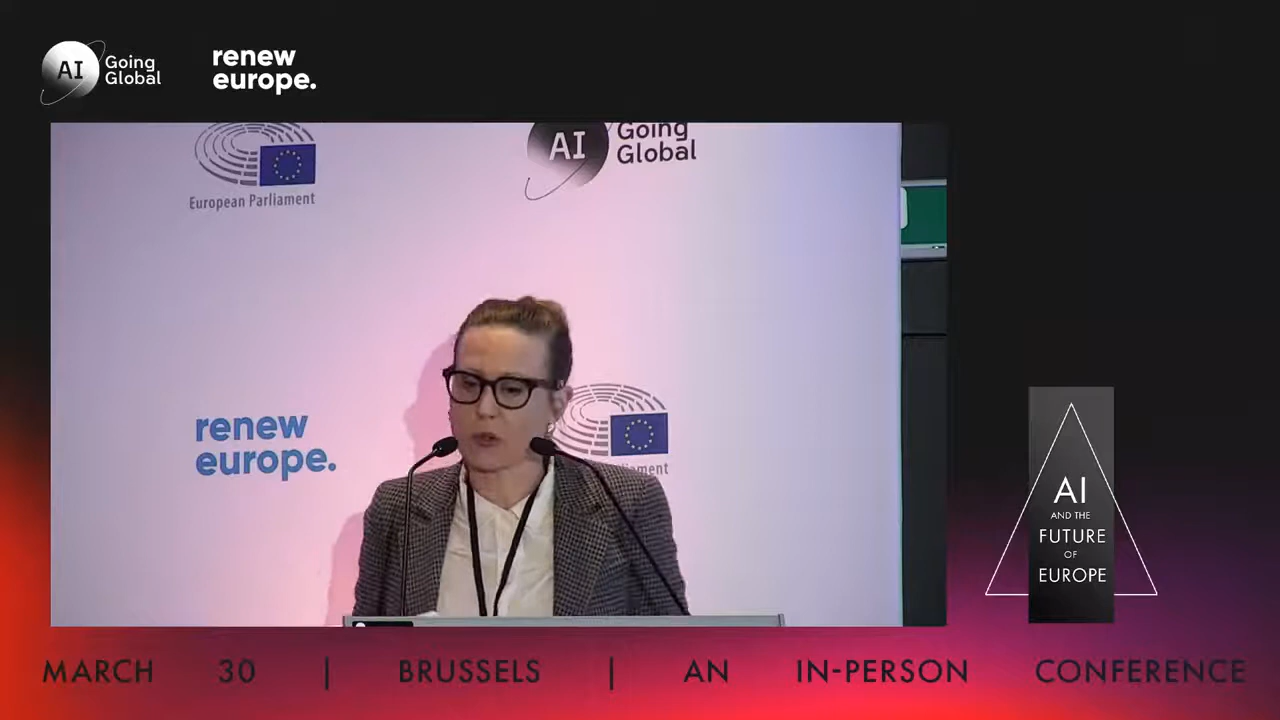 AI Going
Global
renew
europe.
European Parliament
AI Going
Global
renew
europe.
AI
AND THE
FUTURE
OF
EUROPE
MARCH 30 | BRUSSELS | AN IN-PERSON CONFERENCE